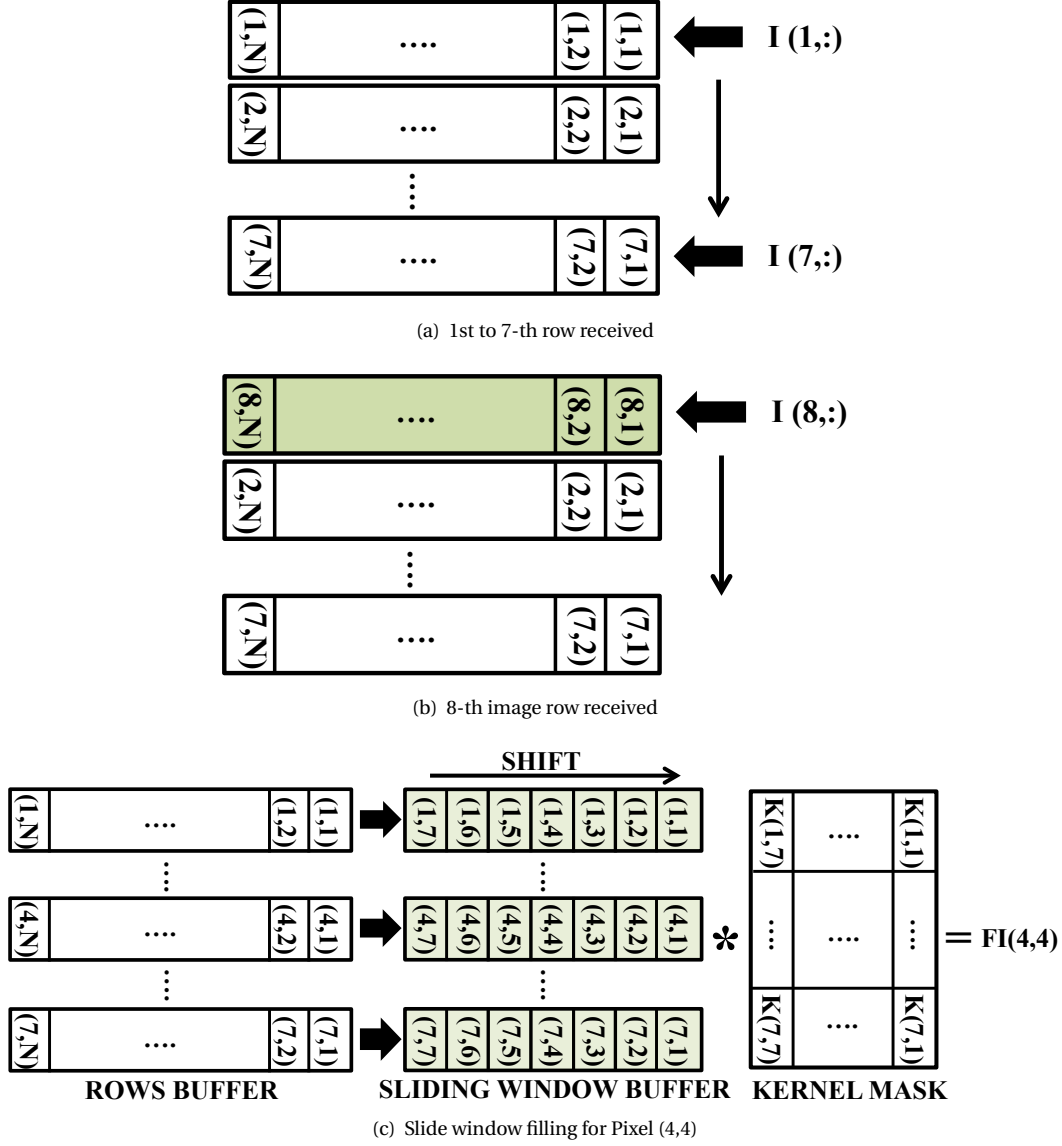 (1,N) .... (1,2) (1,1) I (1,:)
(2,N) .... (2,2) (2,1)
(7,N) .... (7,2) (7,1) I (7,:)
(a) 1st to 7-th row received
(8,N) .... (8,2) (8,1) I (8,:)
(2,N) .... (2,2) (2,1)
(7,N) .... (7,2) (7,1)
(b) 8-th image row received
SHIFT
(1,N) .... (1,2) (1,1) (1,7) (1,6) (1,5) (1,4) (1,3) (1,2) (1,1) K(1,7) .... K(1,1)
(4,N) .... (4,2) (4,1) (4,7) (4,6) (4,5) (4,4) (4,3) (4,2) (4,1) * .... .... .... = FI(4,4)
(7,N) .... (7,2) (7,1) (7,7) (7,6) (7,5) (7,4) (7,3) (7,2) (7,1) K(7,7) .... K(7,1)
ROWS BUFFER SLIDING WINDOW BUFFER KERNEL MASK
(c) Slide window filling for Pixel (4,4)